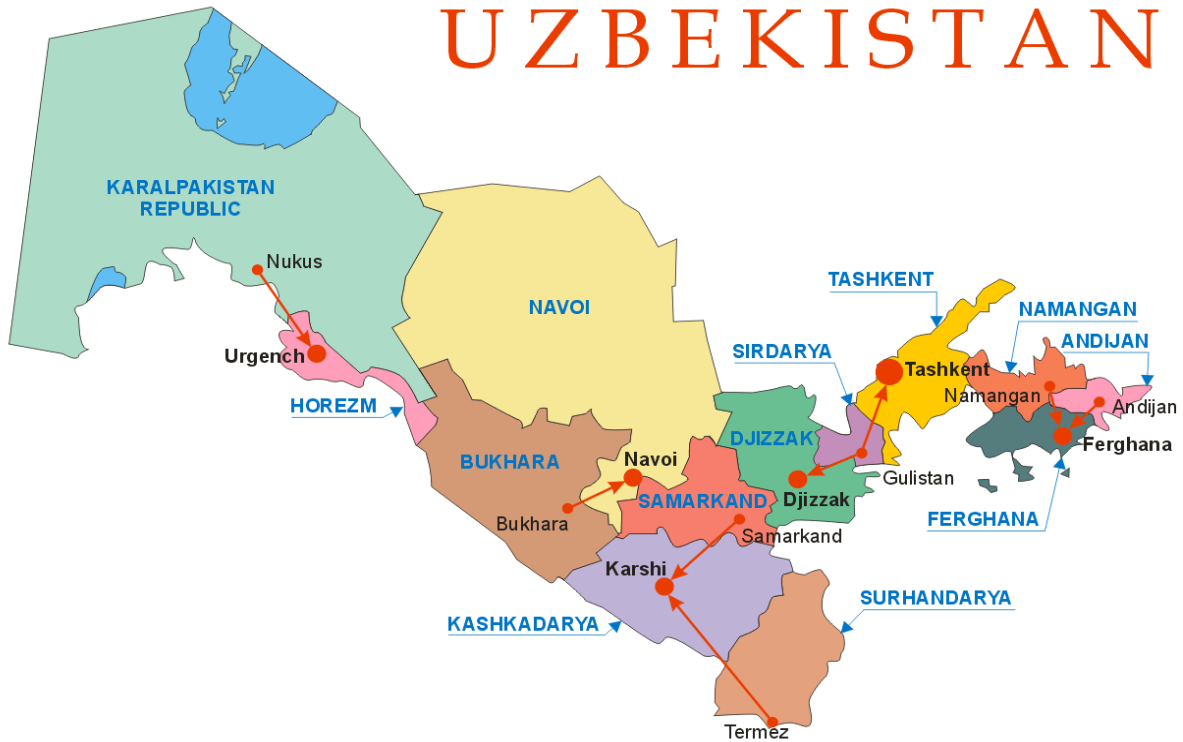 UZBEKISTAN
KARALPAKISTAN
REPUBLIC
Nukus
TASHKENT
NAVOI
NAMANGAN
ANDIJAN
SIRDARYA
Urgench
Tashkent
HOREZM
Namangan
Andijan
DJIZZAK
Ferghana
BUKHARA
Navoi
Gulistan
SAMARKAND
Djizzak
Bukhara
FERGHANA
Samarkand
Karshi
SURHANDARYA
KASHKADARYA
Termez